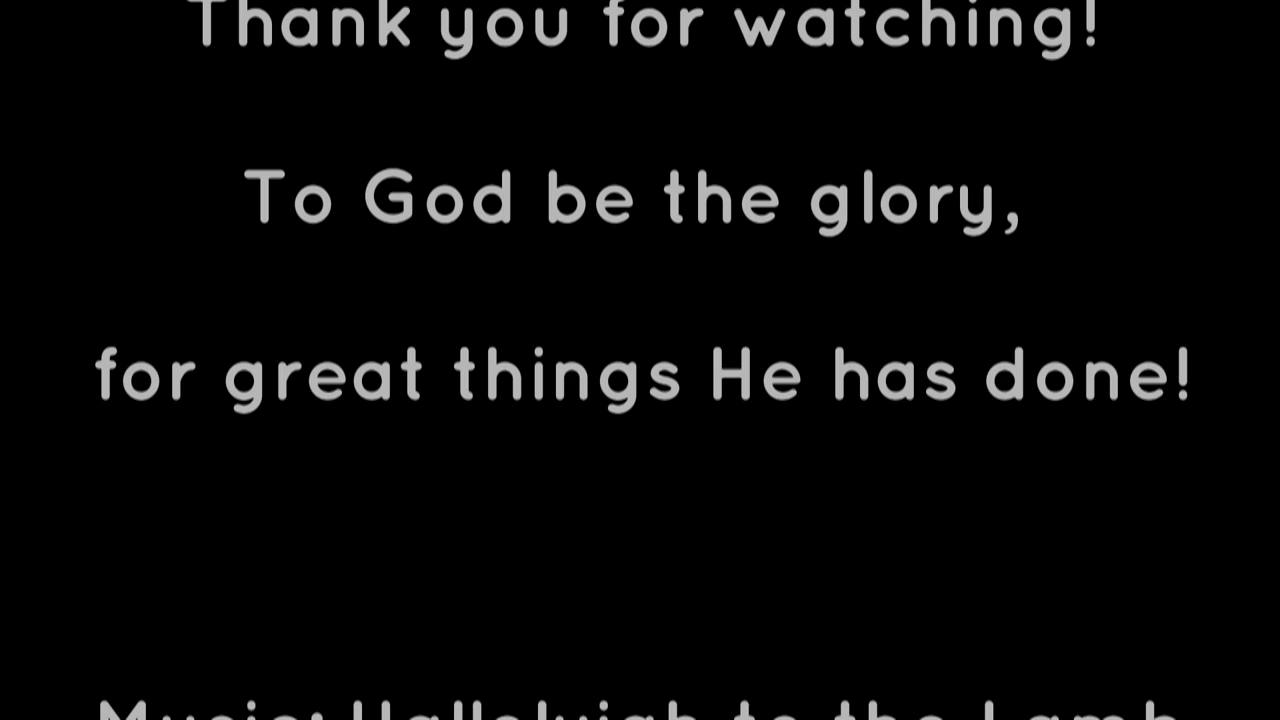 Thank you for watching!
To God be the glory,
for great things He has done!
Music: Hallelujah to the Lamb